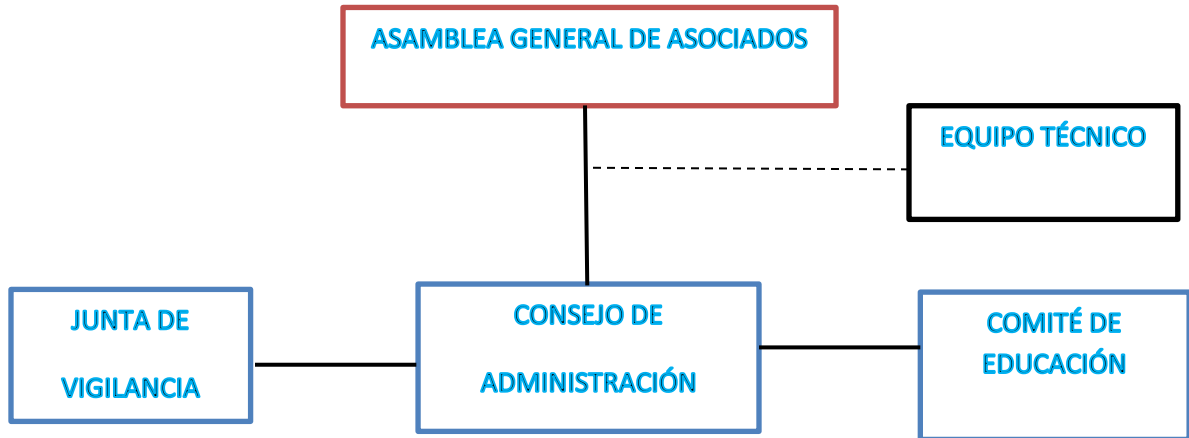 ASAMBLEA GENERAL DE ASOCIADOS
EQUIPO TÉCNICO
JUNTA DE
VIGILANCIA
CONSEJO DE
ADMINISTRACIÓN
COMITÉ DE
EDUCACIÓN